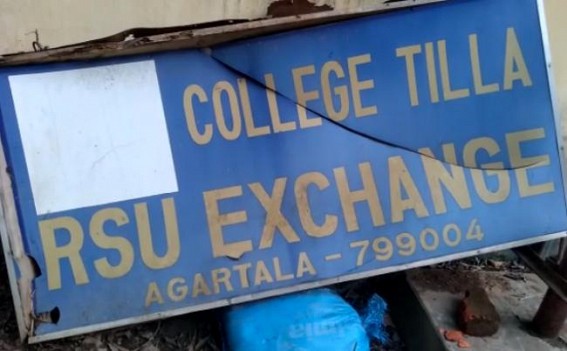 COLLEGE TILLA
RSU EXCHANGE
AGARTALA - 799004